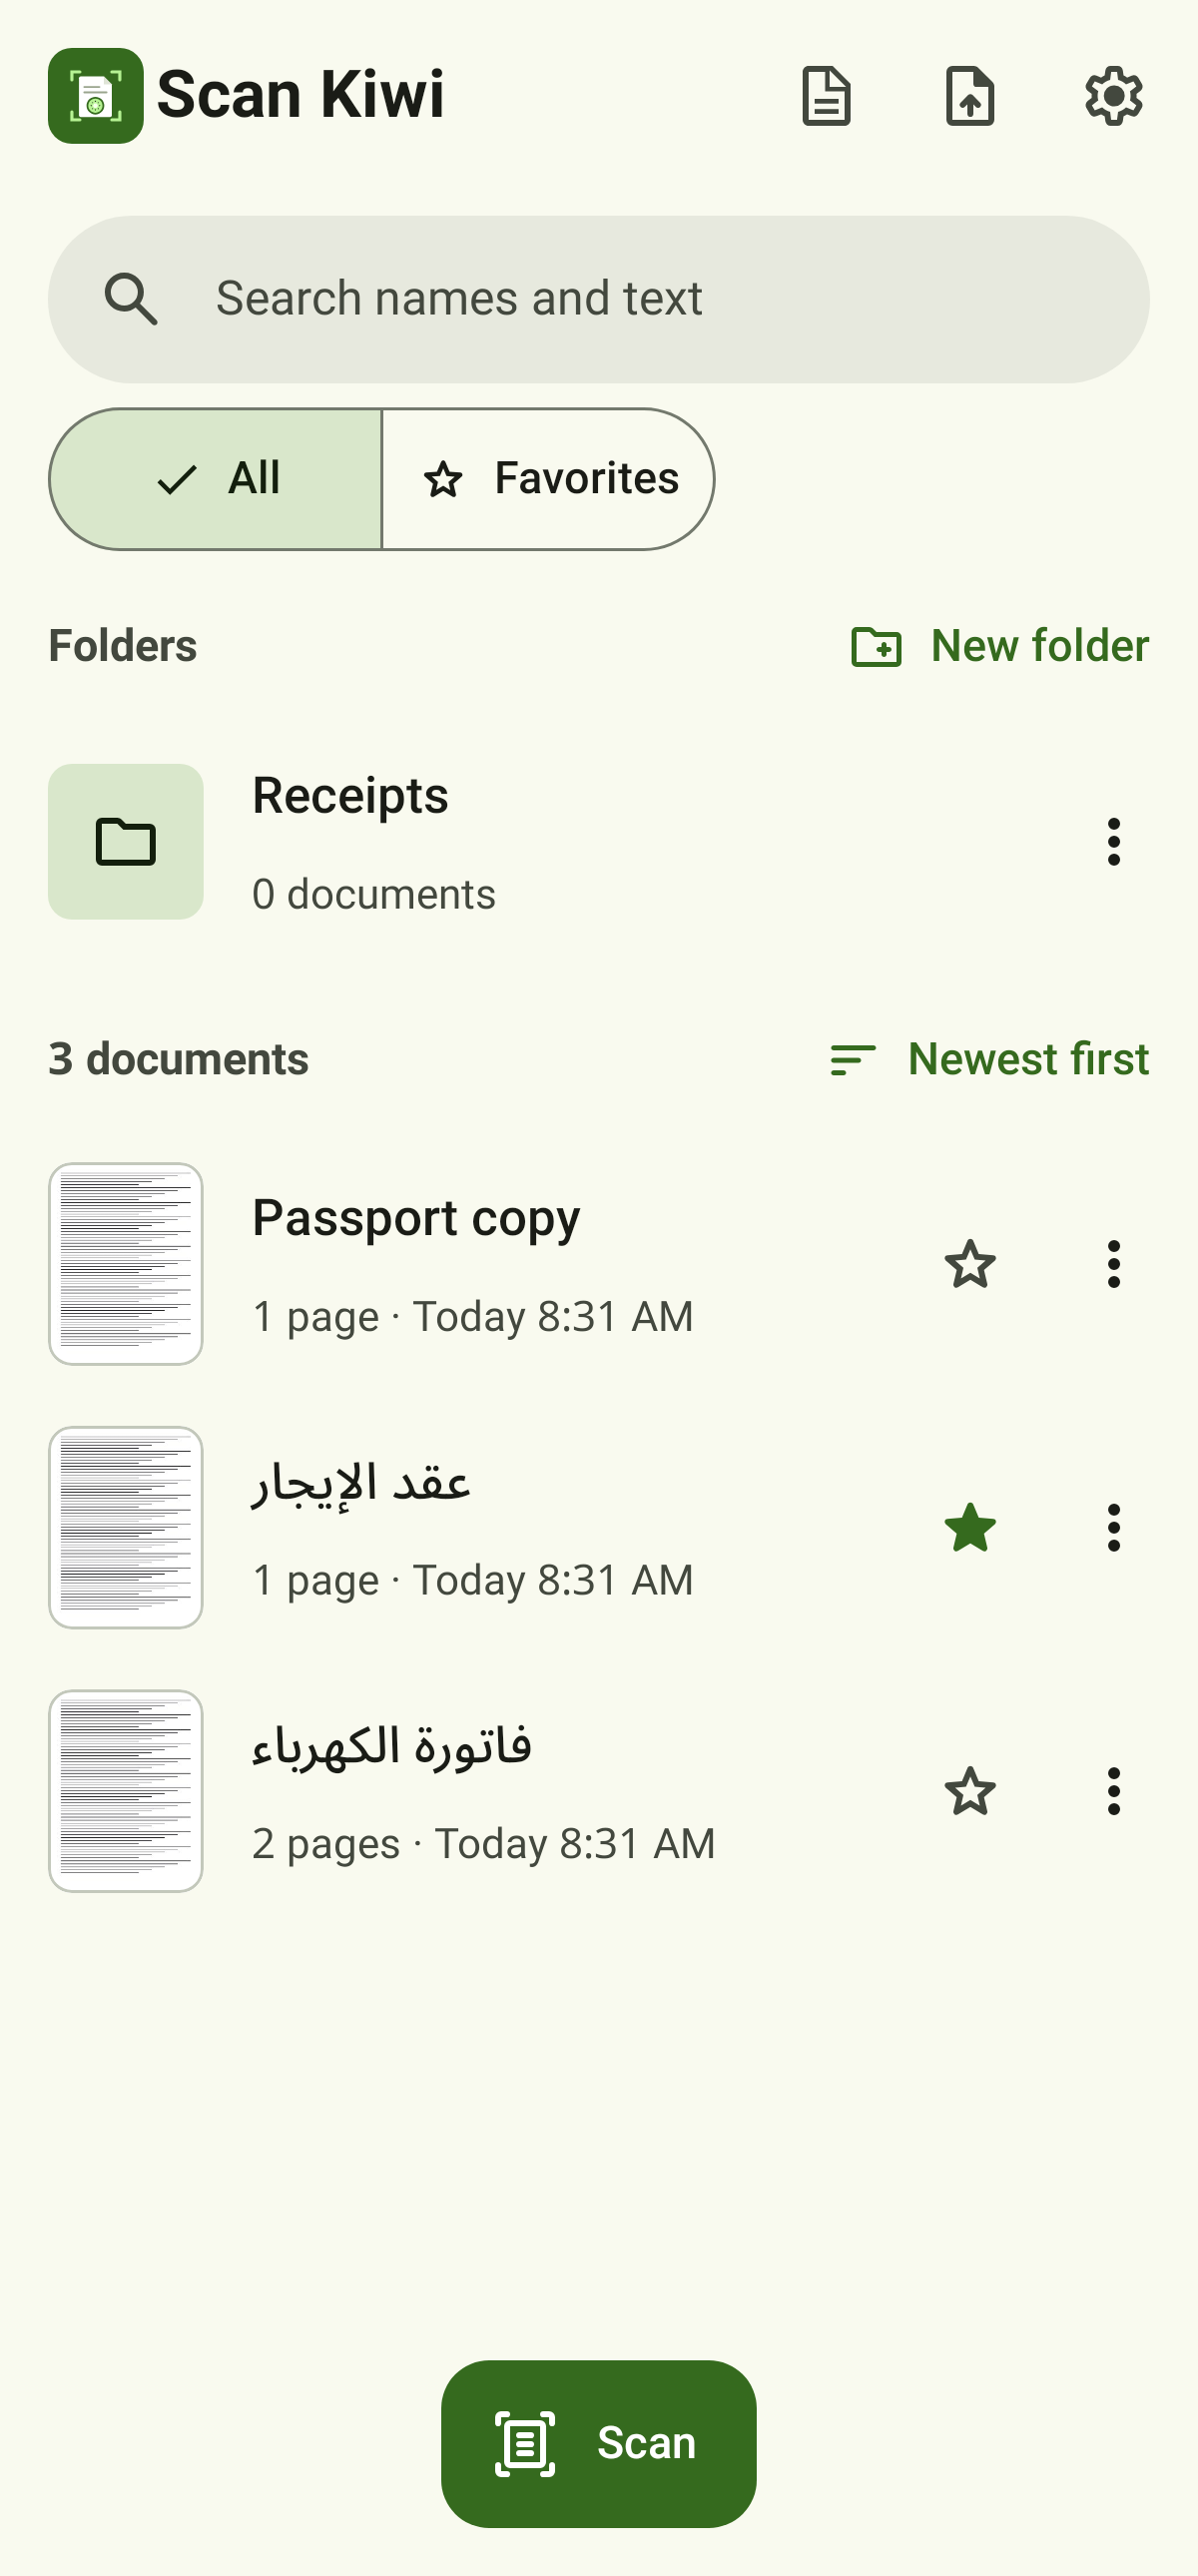 Scan Kiwi
Search names and text
All
Favorites
Folders
New folder
Receipts
0 documents
3 documents
Newest first
Passport copy
1 page · Today 8:31 AM
عقد الإيجار
1 page · Today 8:31 AM
فاتورة الكهرباء
2 pages · Today 8:31 AM
Scan